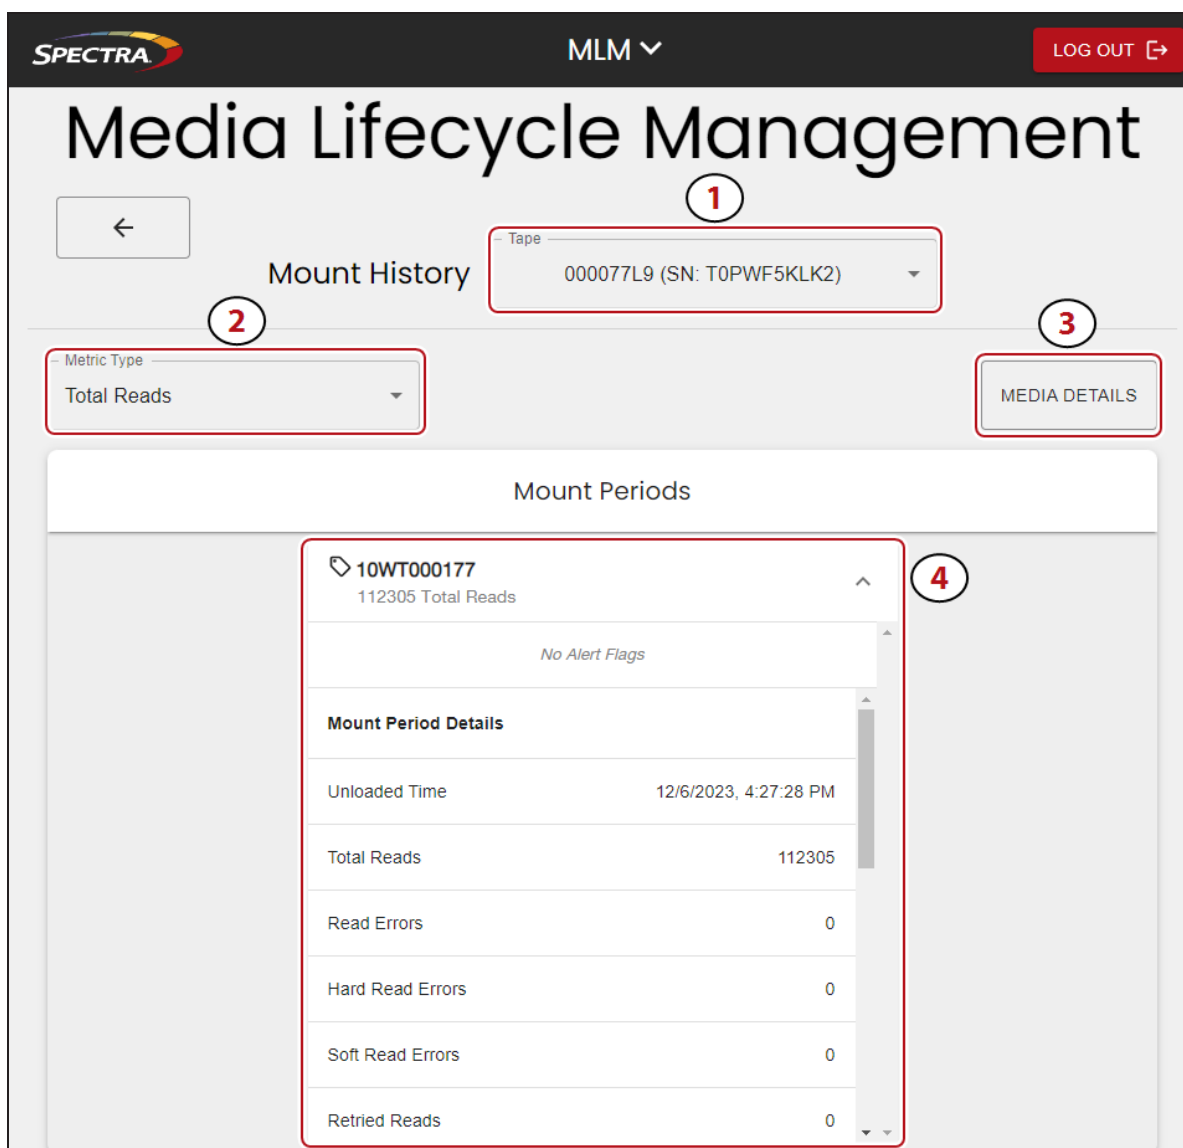 SPECTRA
MLM
LOG OUT
Media Lifecycle Management
1
Tape
Mount History
000077L9 (SN: T0PWF5KLK2)
2
3
Metric Type
Total Reads
MEDIA DETAILS
Mount Periods
10WT000177
112305 Total Reads
4
No Alert Flags
Mount Period Details
Unloaded Time 12/6/2023, 4:27:28 PM
Total Reads 112305
Read Errors 0
Hard Read Errors 0
Soft Read Errors 0
Retried Reads 0